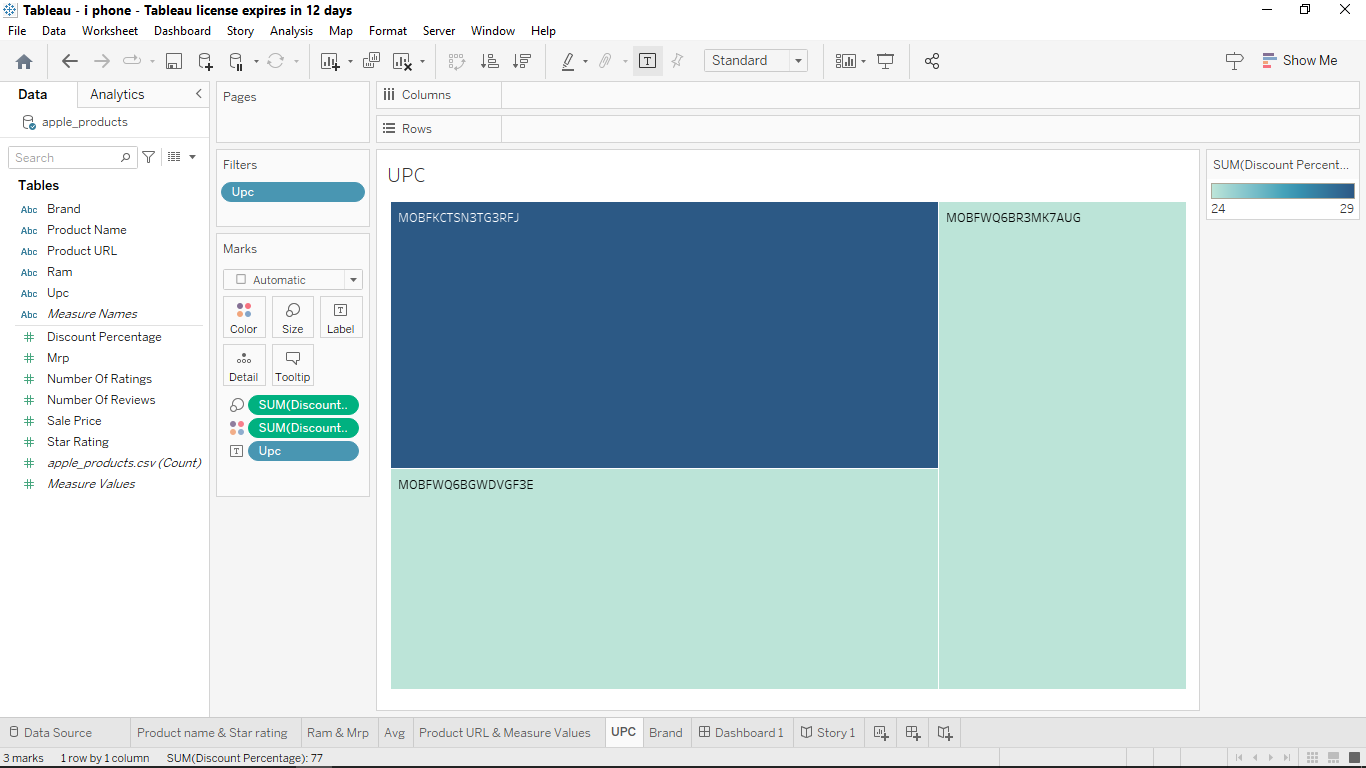 Tableau - i phone - Tableau license expires in 12 days
File Data Worksheet Dashboard Story Analysis Map Format Server Window Help
Standard
Show Me
Data Analytics
apple_products
Search
Tables
Abc Brand
Abc Product Name
Abc Product URL
Abc Ram
Abc Upc
Abc Measure Names
# Discount Percentage
# Mrp
# Number Of Ratings
# Number Of Reviews
# Sale Price
# Star Rating
# apple_products.csv (Count)
# Measure Values
Pages
Filters
Upc
Marks
Automatic
Color Size Label
Detail Tooltip
SUM(Discount..
SUM(Discount..
T Upc
Columns
Rows
UPC
MOBFKCTSN3TG3RFJ
MOBFWQ6BR3MK7AUG
MOBFWQ6BGWDVGF3E
SUM(Discount Percent...
24 29
Data Source Product name & Star rating Ram & Mrp Avg Product URL & Measure Values UPC Brand Dashboard 1 Story 1
3 marks 1 row by 1 column SUM(Discount Percentage): 77